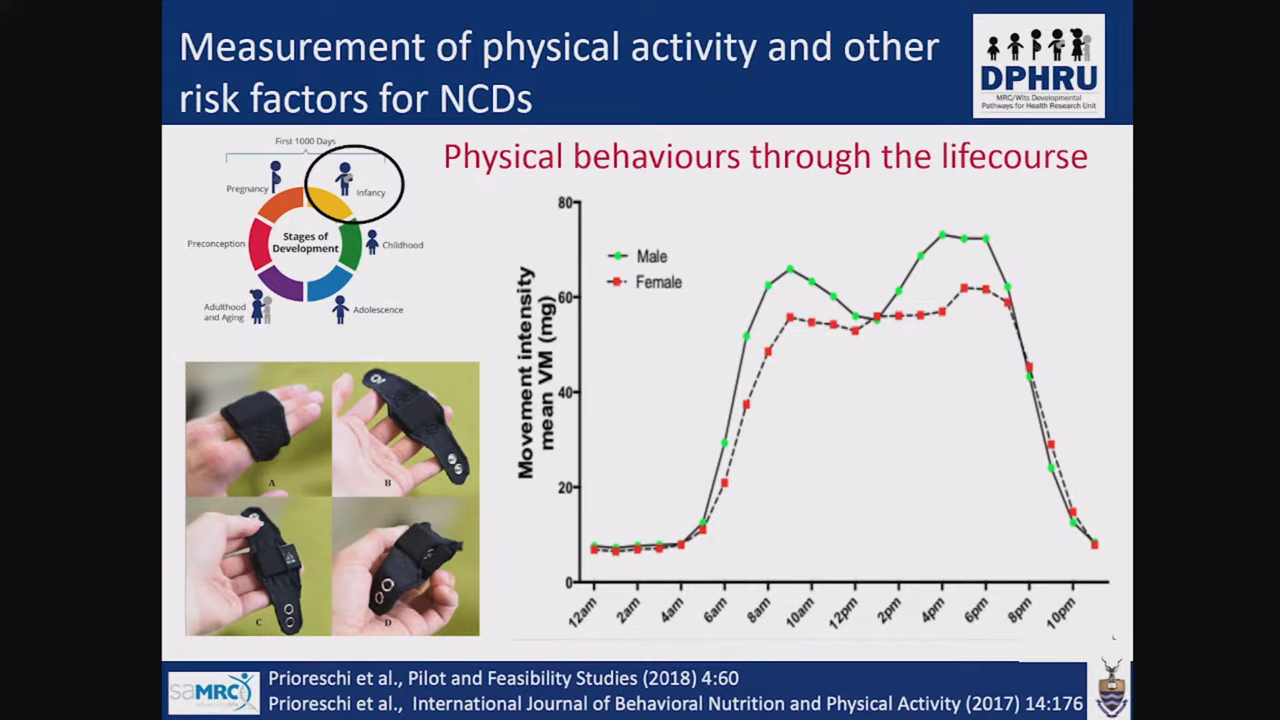 Measurement of physical activity and other
risk factors for NCDs
DPHRU
MRC/Wits Developmental
Pathways for Health Research Unit
First 1000 Days
Pregnancy
Infancy
Preconception
Stages of
Development
Childhood
Adulthood
and Aging
Adolescence
Physical behaviours through the lifecourse
80
60
40
20
0
Movement intensity
mean VM (mg)
Male
Female
12am
2am
4am
6am
8am
10am
12pm
2pm
4pm
6pm
8pm
10pm
A
B
C
D
saMRC
Prioreschi et al., Pilot and Feasibility Studies (2018) 4:60
Prioreschi et al., International Journal of Behavioral Nutrition and Physical Activity (2017) 14:176